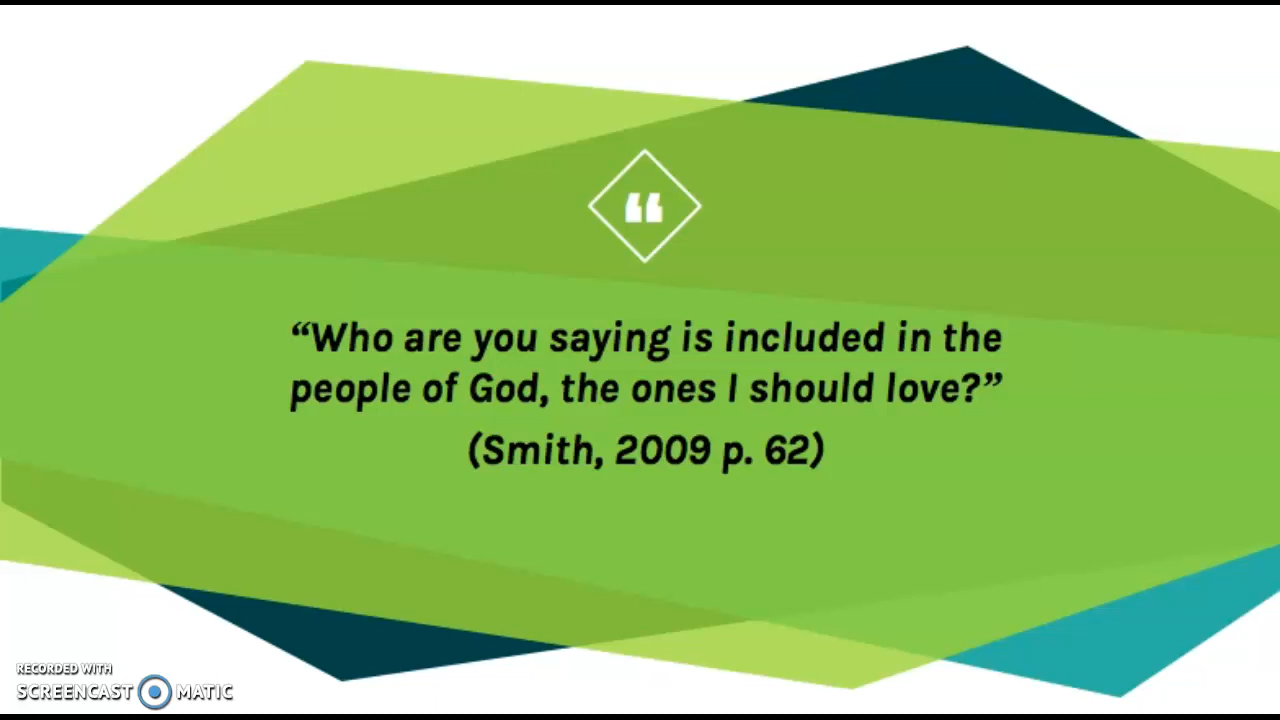 ❝
“Who are you saying is included in the
people of God, the ones I should love?”
(Smith, 2009 p. 62)
RECORDED WITH
SCREENCAST MATIC